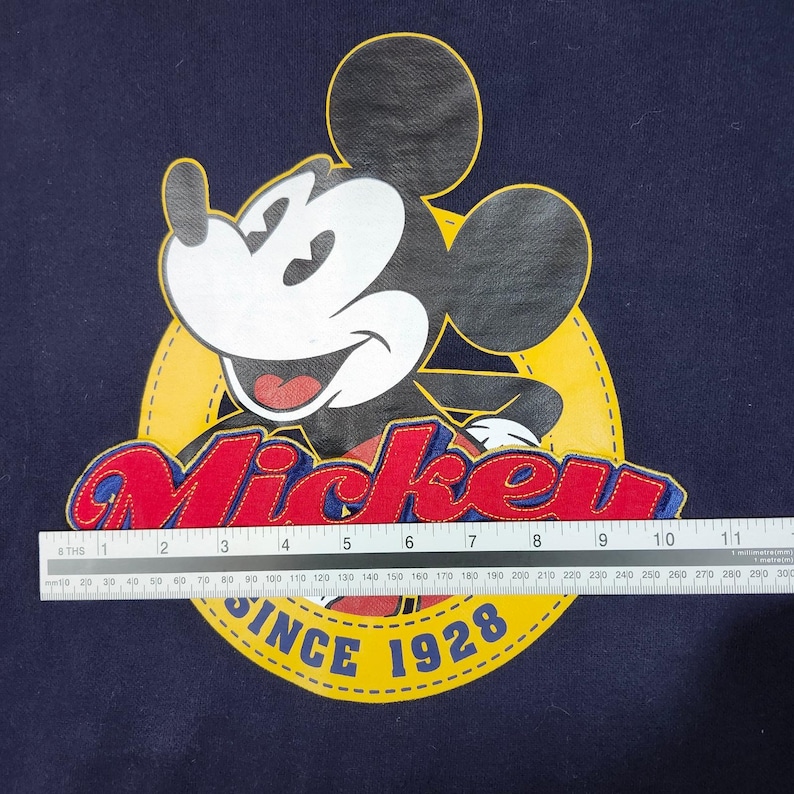 Mickey
8 THS 1 2 3 4 5 6 7 8 9 10 11
1 millimetre(mm)
1 metre(m)
mm 10 20 30 40 50 60 70 80 90 100 110 120 130 140 150 160 170 180 190 200 210 220 230 240 250 260 270 280 290 300
SINCE 1928